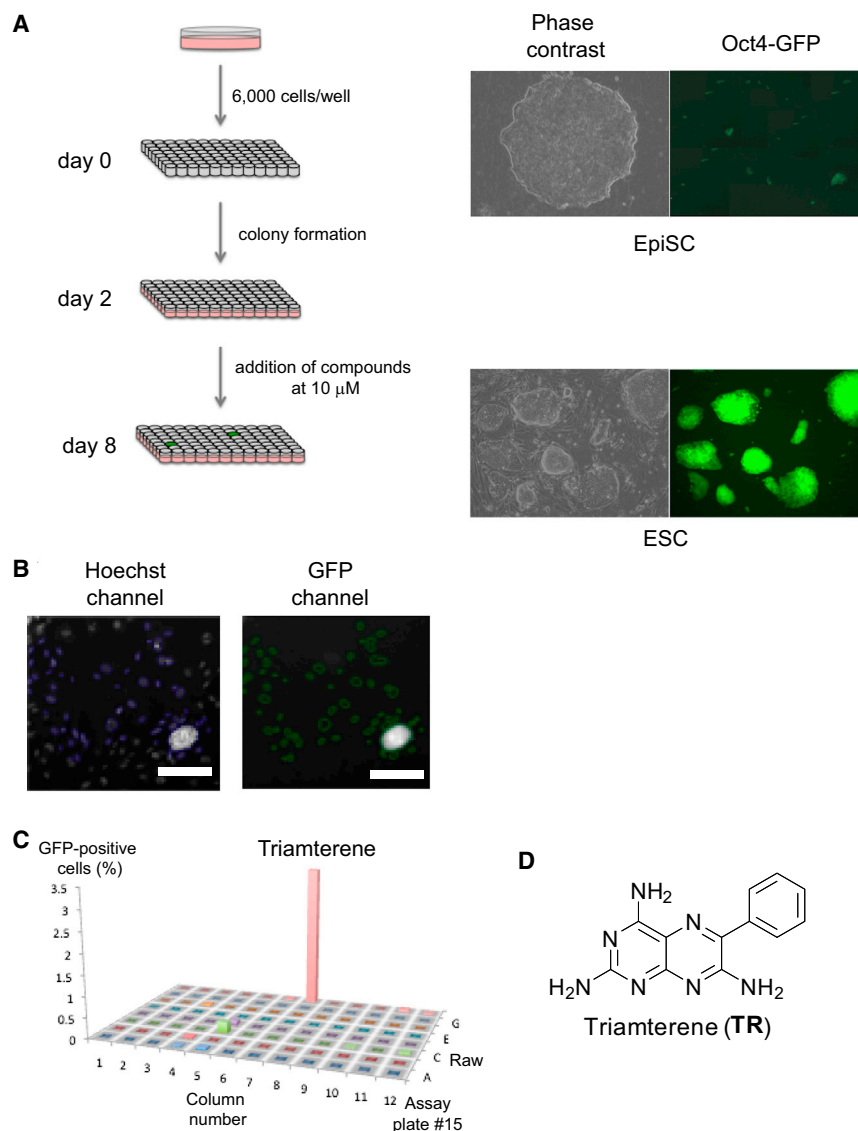 A
6,000 cells/well
day 0
colony formation
day 2
addition of compounds
at 10 μM
day 8
Phase
contrast
Oct4-GFP
EpiSC
ESC
B
Hoechst
channel
GFP
channel
C
GFP-positive
cells (%)
Triamterene
3.5
3
2.5
2
1.5
1
0.5
0
1 2 3 4 5 6 7 8 9 10 11 12
G
E
C
A
Raw
Column
number
Assay
plate #15
D
NH2
N
N
N
N
H2N
NH2
Triamterene (TR)